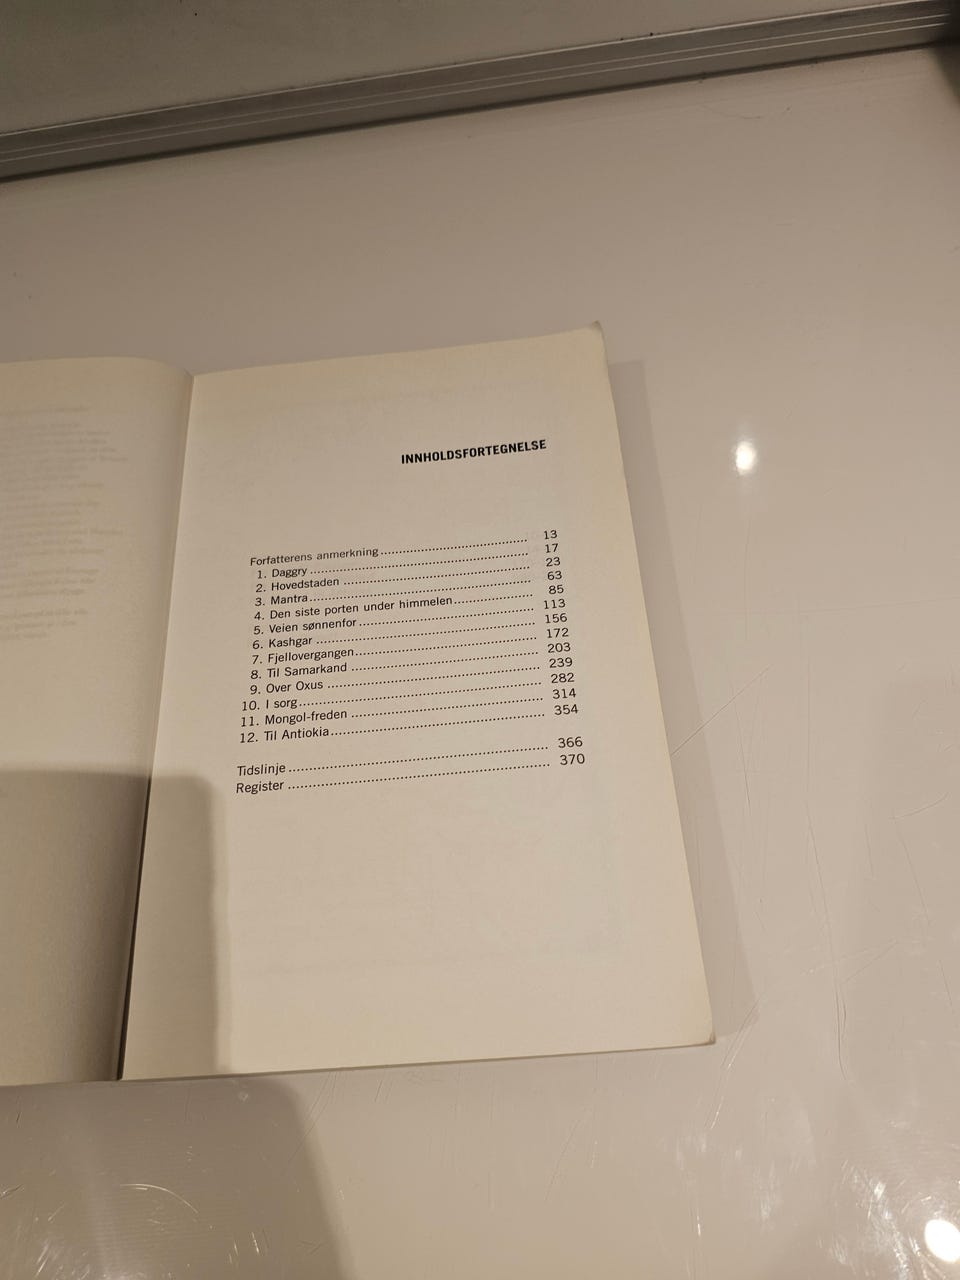 INNHOLDSFORTEGNELSE
Forfatterens anmerkning ........ 13
1. Daggry ........ 17
2. Hovedstaden ........ 23
3. Mantra ........ 63
4. Den siste porten under himmelen ........ 85
5. Veien sønnenfor ........ 113
6. Kashgar ........ 156
7. Fjellovergangen ........ 172
8. Til Samarkand ........ 203
9. Over Oxus ........ 239
10. I sorg ........ 282
11. Mongol-freden ........ 314
12. Til Antiokia ........ 354
Tidslinje ........ 366
Register ........ 370